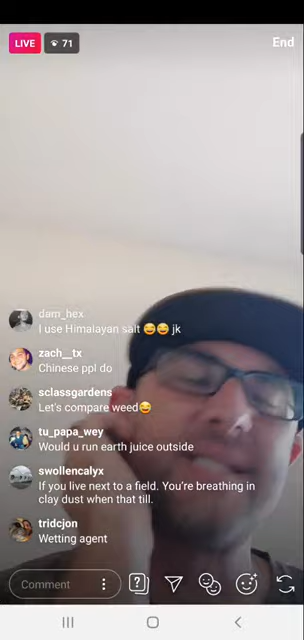 LIVE
71
End
dam_hex
I use Himalayan salt 😂😂 jk
zach__tx
Chinese ppl do
sclassgardens
Let's compare weed😂
tu_papa_wey
Would u run earth juice outside
swollencalyx
If you live next to a field. You're breathing in
clay dust when that till.
tridcjon
Wetting agent
Comment